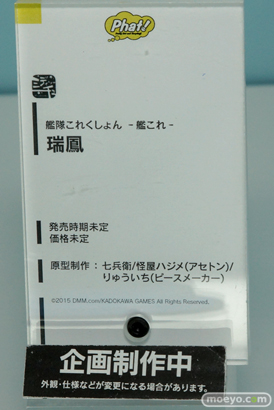 Phat!
艦隊これくしょん -艦これ-
瑞鳳
発売時期未定
価格未定
原型制作：七兵衛/怪屋ハジメ(アセトン)/
りゅういち(ピースメーカー)
©2015 DMM.com/KADOKAWA GAMES All Rights Reserved.
企画制作中
外観・仕様などが変更になる場合があります。
moeyo.com